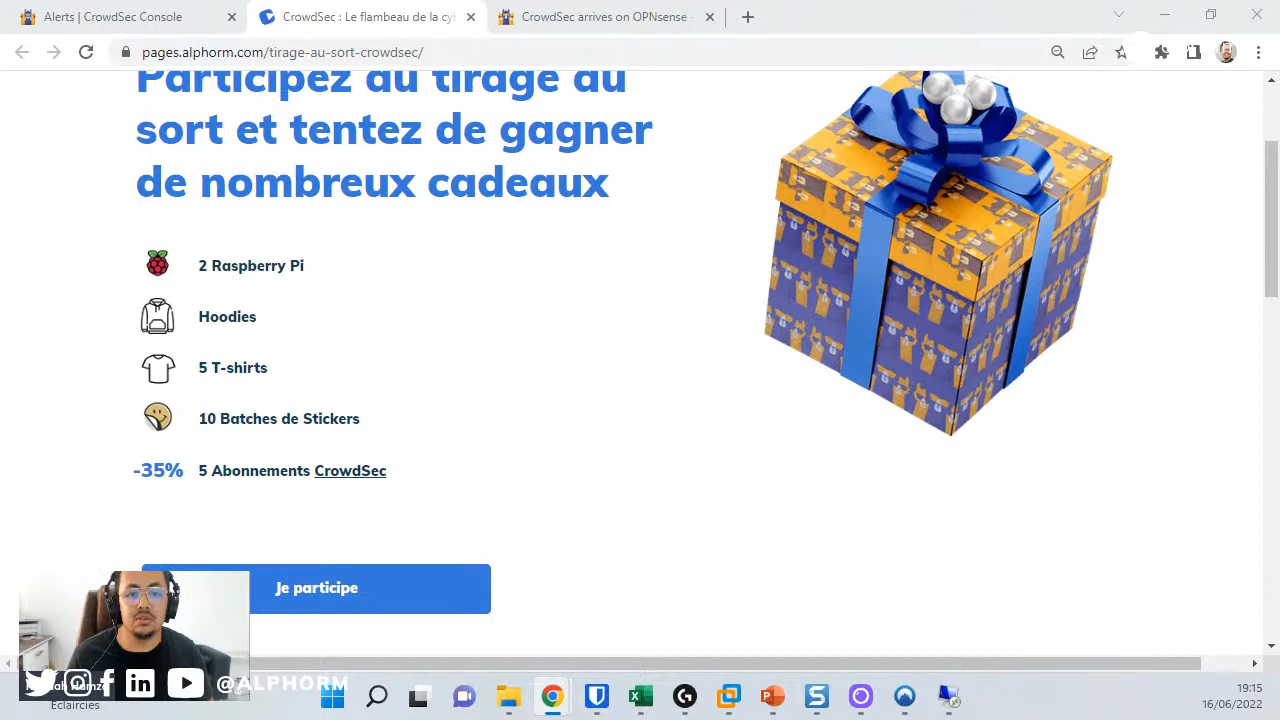 Alerts | CrowdSec Console
CrowdSec : Le flambeau de la cyl
CrowdSec arrives on OPNsense -
pages.alphorm.com/tirage-au-sort-crowdsec/
Participez au tirage au
sort et tentez de gagner
de nombreux cadeaux
2 Raspberry Pi
Hoodies
5 T-shirts
10 Batches de Stickers
-35% 5 Abonnements CrowdSec
Je participe
@ALPHORM
Eclaircies
19:15
16/06/2022